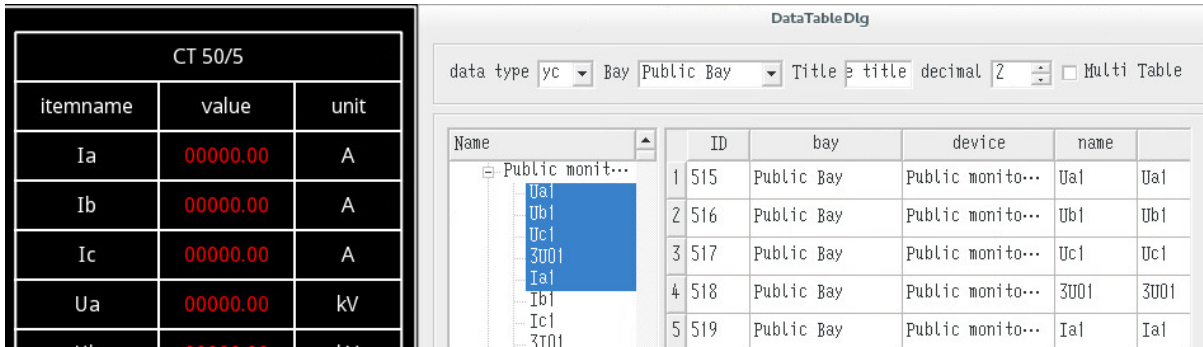 CT 50/5
itemname value unit
Ia 00000.00 A
Ib 00000.00 A
Ic 00000.00 A
Ua 00000.00 kV
DataTableDlg
data type yc Bay Public Bay Title title decimal 2 Multi Table
Name
Public monit…
Ua1
Ub1
Uc1
3U01
Ia1
Ib1
Ic1
3I01
ID bay device name
1 515 Public Bay Public monito… Ua1 Ua1
2 516 Public Bay Public monito… Ub1 Ub1
3 517 Public Bay Public monito… Uc1 Uc1
4 518 Public Bay Public monito… 3U01 3U01
5 519 Public Bay Public monito… Ia1 Ia1